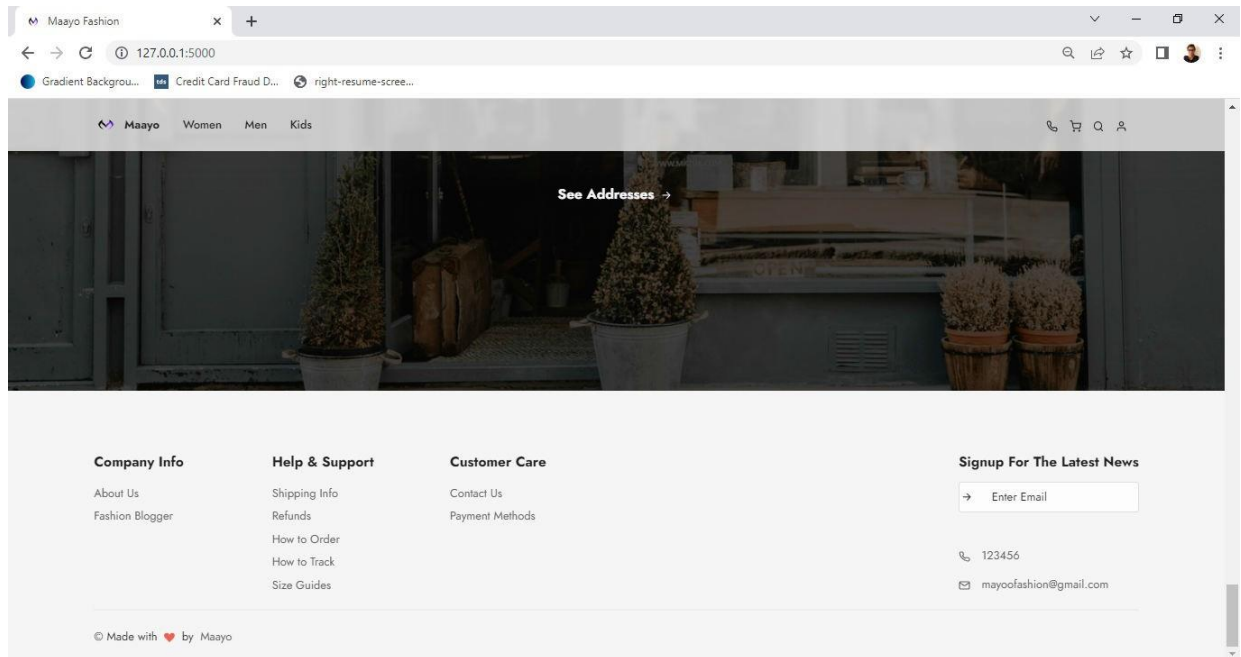 Maayo Fashion
127.0.0.1:5000
Gradient Backgrou... tds Credit Card Fraud D... right-resume-scree...
Maayo Women Men Kids
See Addresses →
OPEN
Company Info
About Us
Fashion Blogger
Help & Support
Shipping Info
Refunds
How to Order
How to Track
Size Guides
Customer Care
Contact Us
Payment Methods
Signup For The Latest News
→ Enter Email
123456
mayoofashion@gmail.com
© Made with ❤ by Maayo